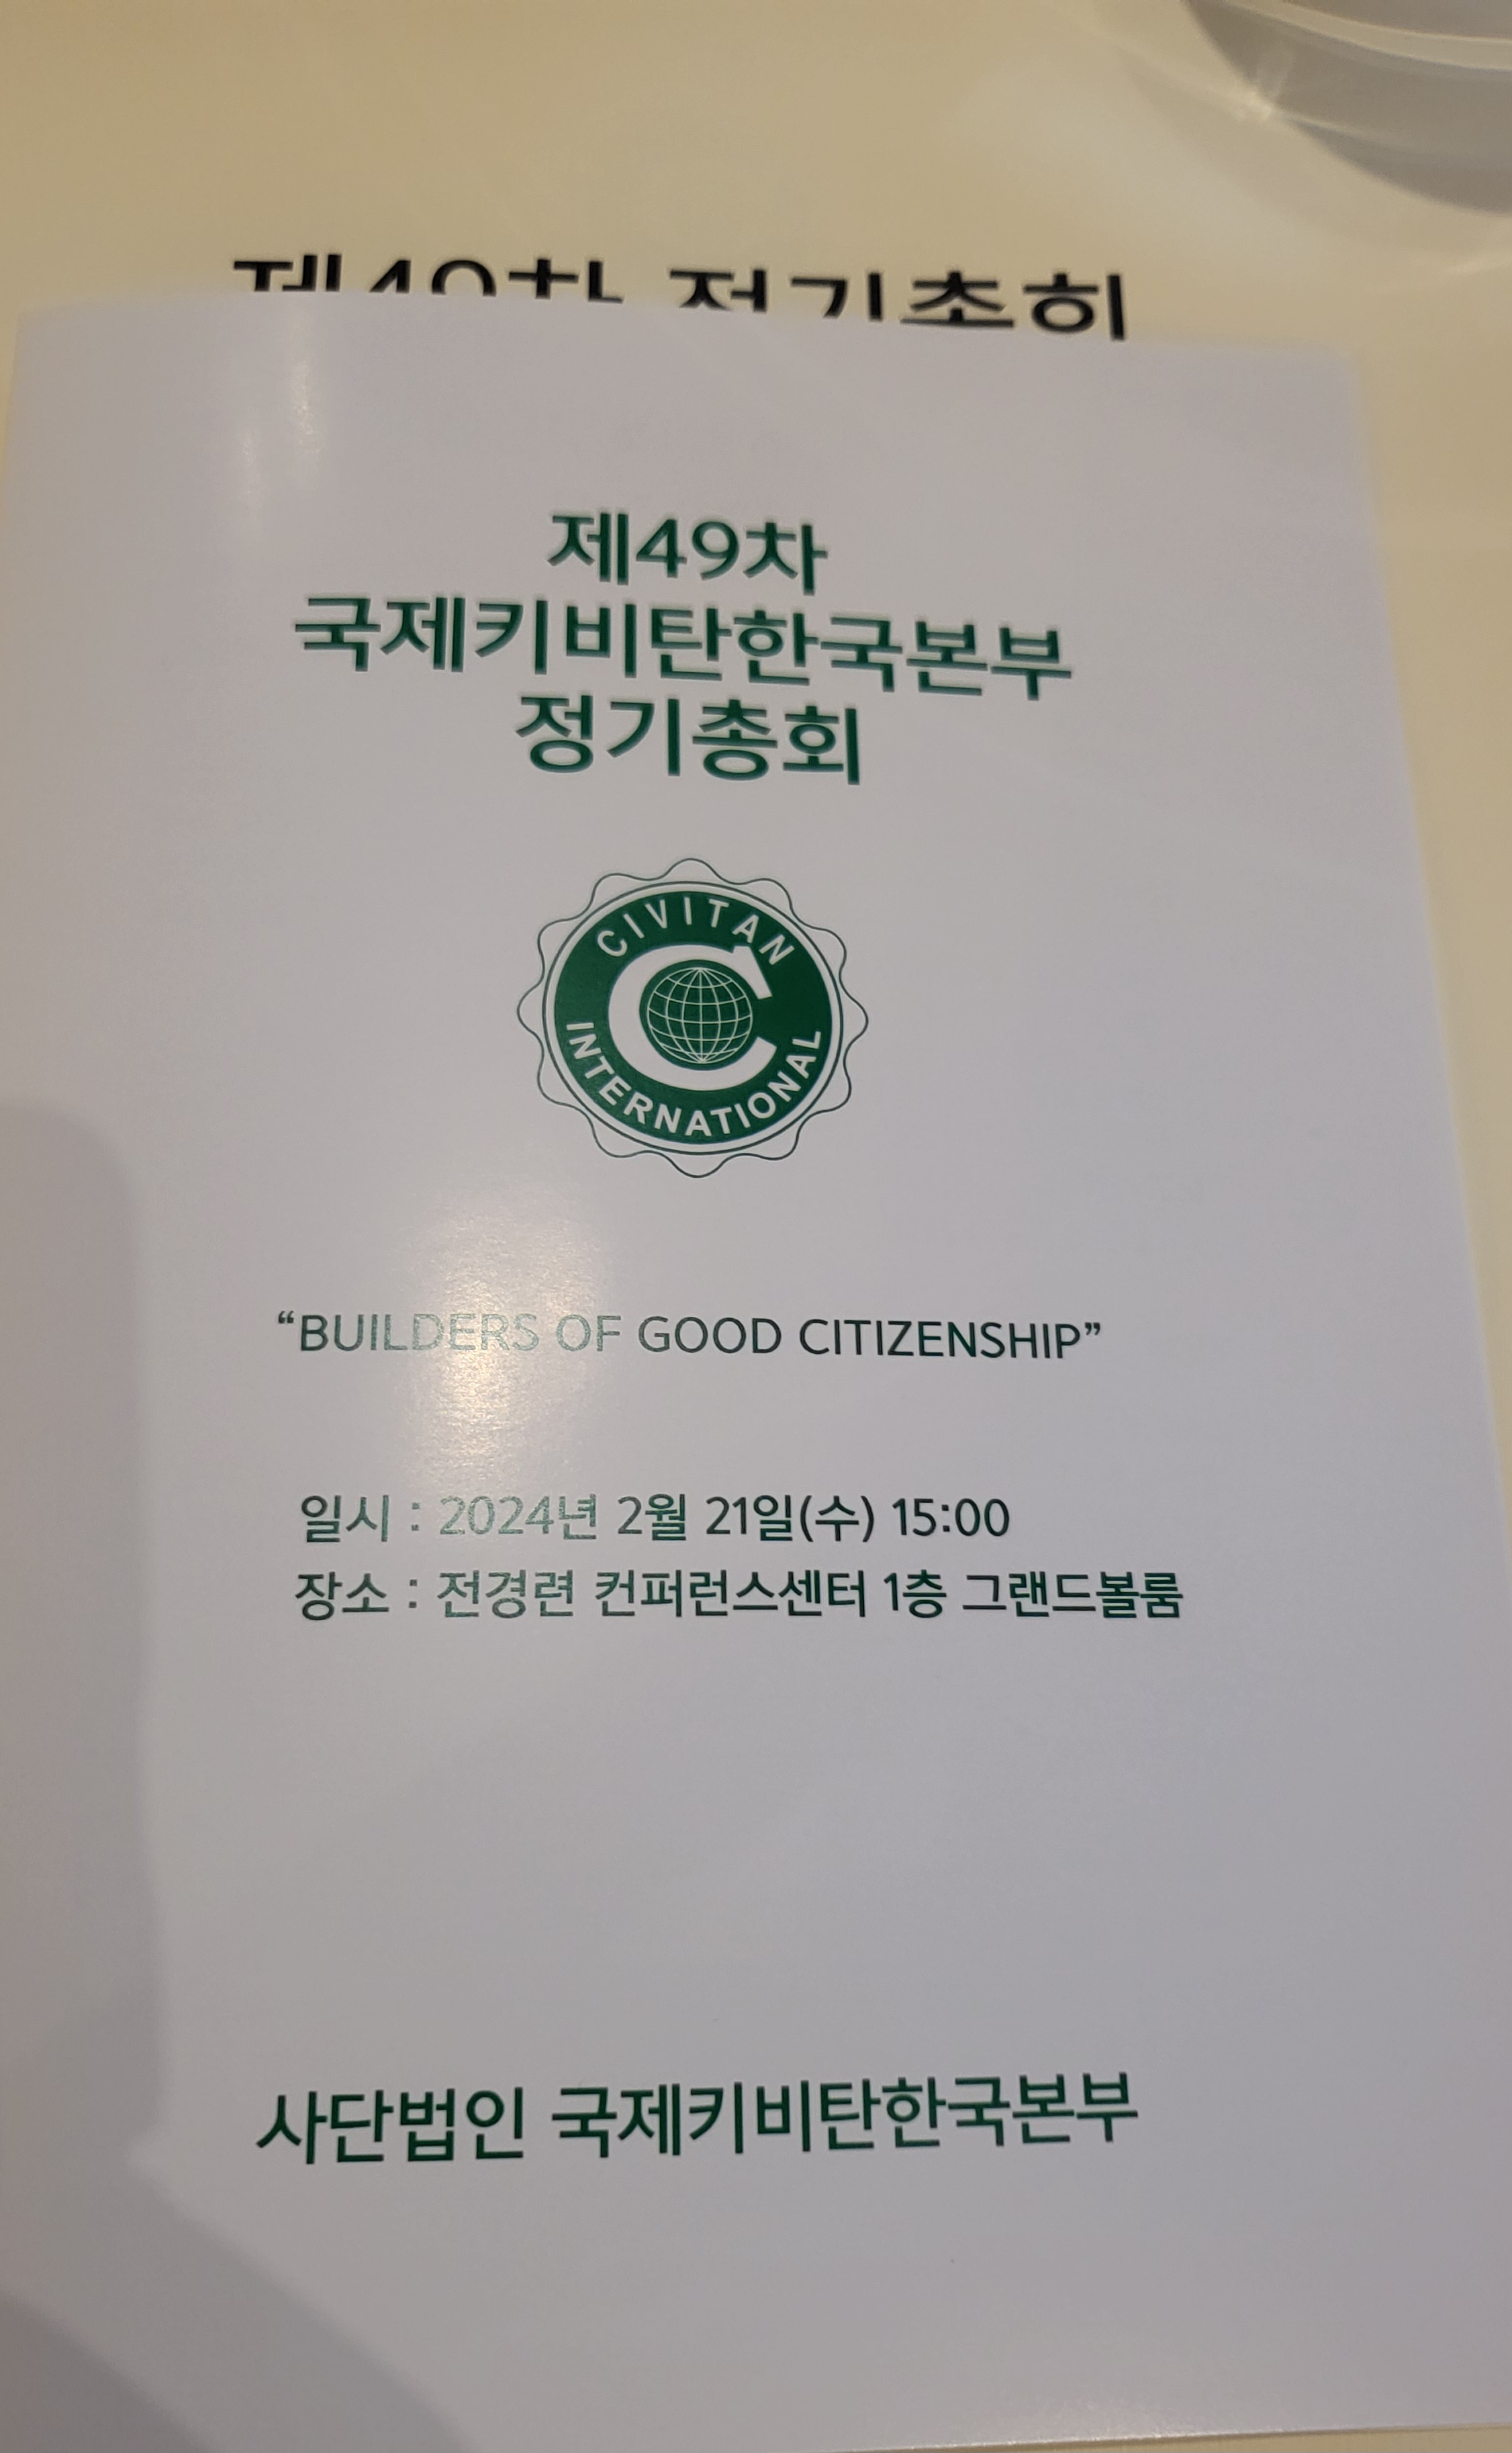 제49차 정기총회
제49차
국제키비탄한국본부
정기총회
CIVITAN
INTERNATIONAL
“BUILDERS OF GOOD CITIZENSHIP”
일시 : 2024년 2월 21일(수) 15:00
장소 : 전경련 컨퍼런스센터 1층 그랜드볼룸
사단법인 국제키비탄한국본부